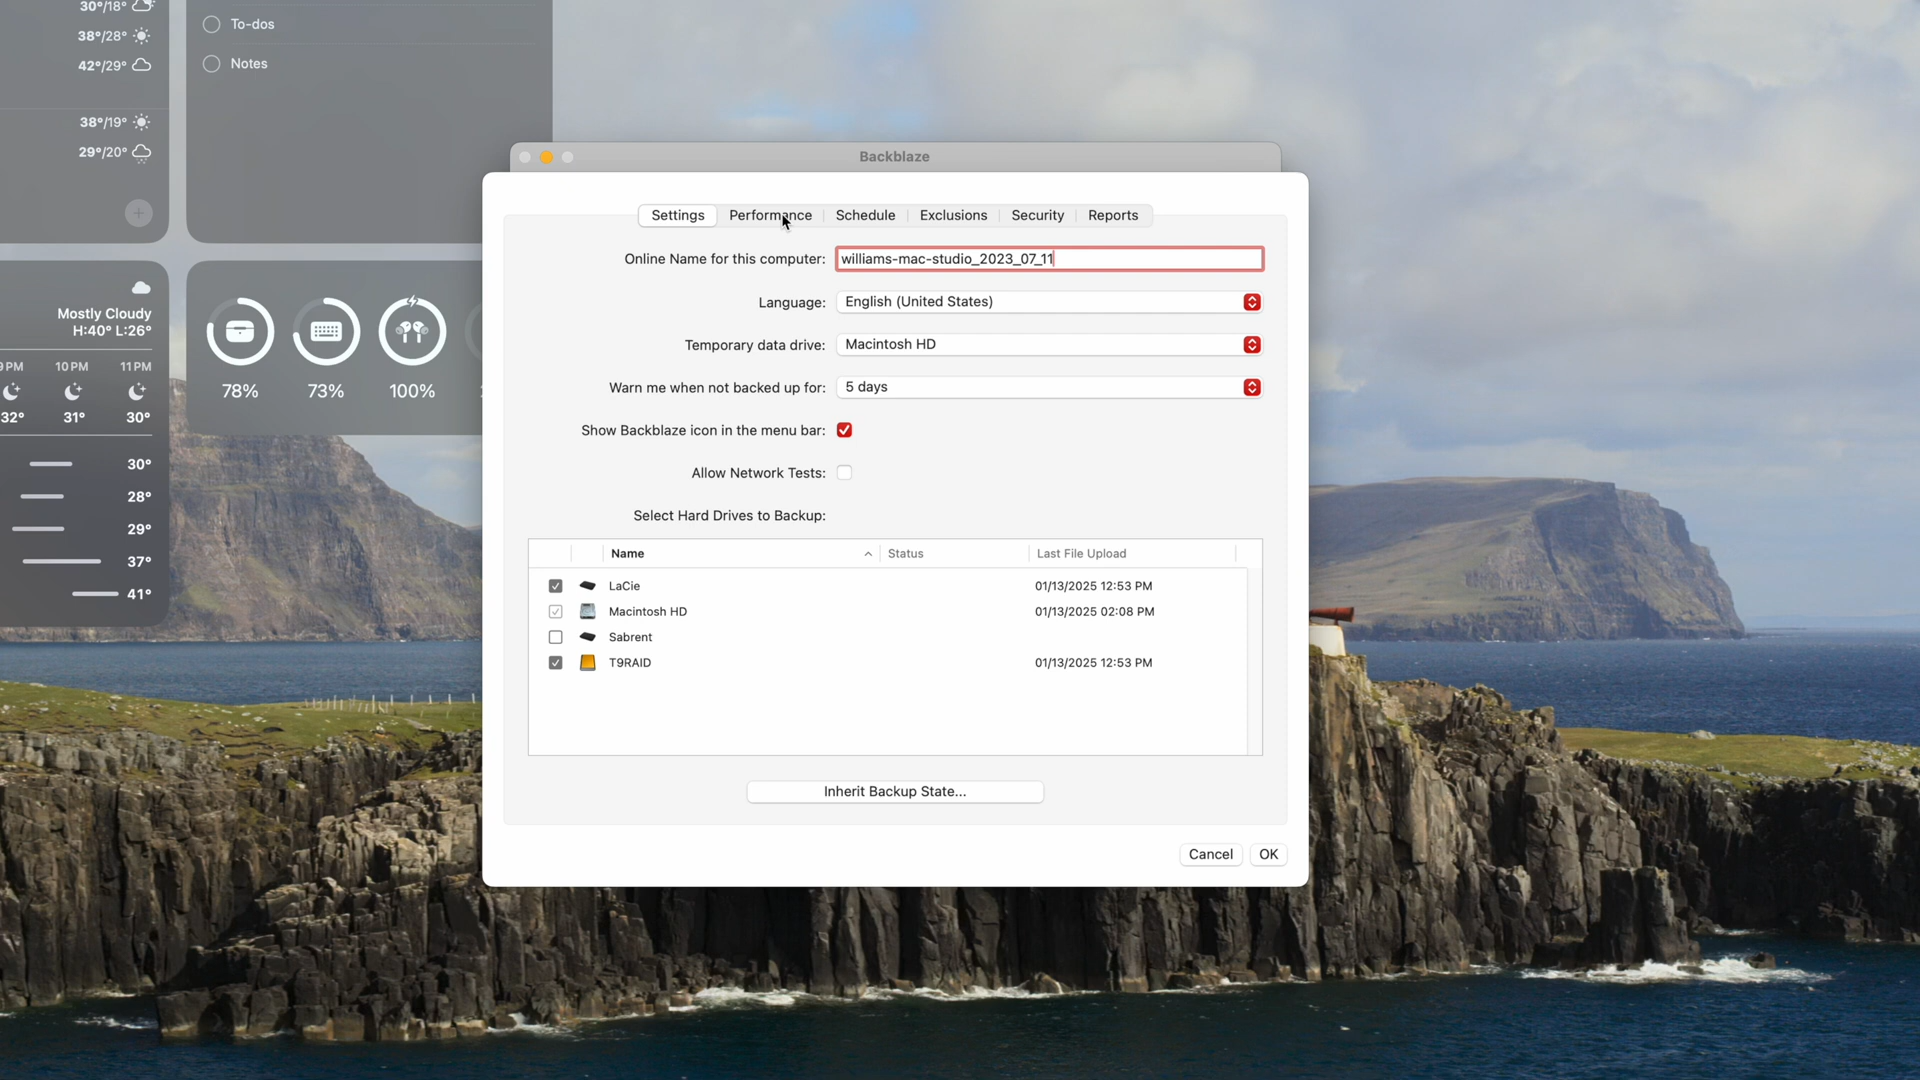 30°/18°
38°/28°
42°/29°
38°/19°
29°/20°
To-dos
Notes
Mostly Cloudy
H:40° L:26°
PM 10 PM 11 PM
32° 31° 30°
30°
28°
29°
37°
41°
78% 73% 100%
Backblaze
Settings Performance Schedule Exclusions Security Reports
Online Name for this computer: williams-mac-studio_2023_07_11
Language: English (United States)
Temporary data drive: Macintosh HD
Warn me when not backed up for: 5 days
Show Backblaze icon in the menu bar:
Allow Network Tests:
Select Hard Drives to Backup:
Name Status Last File Upload
LaCie 01/13/2025 12:53 PM
Macintosh HD 01/13/2025 02:08 PM
Sabrent
T9RAID 01/13/2025 12:53 PM
Inherit Backup State...
Cancel OK